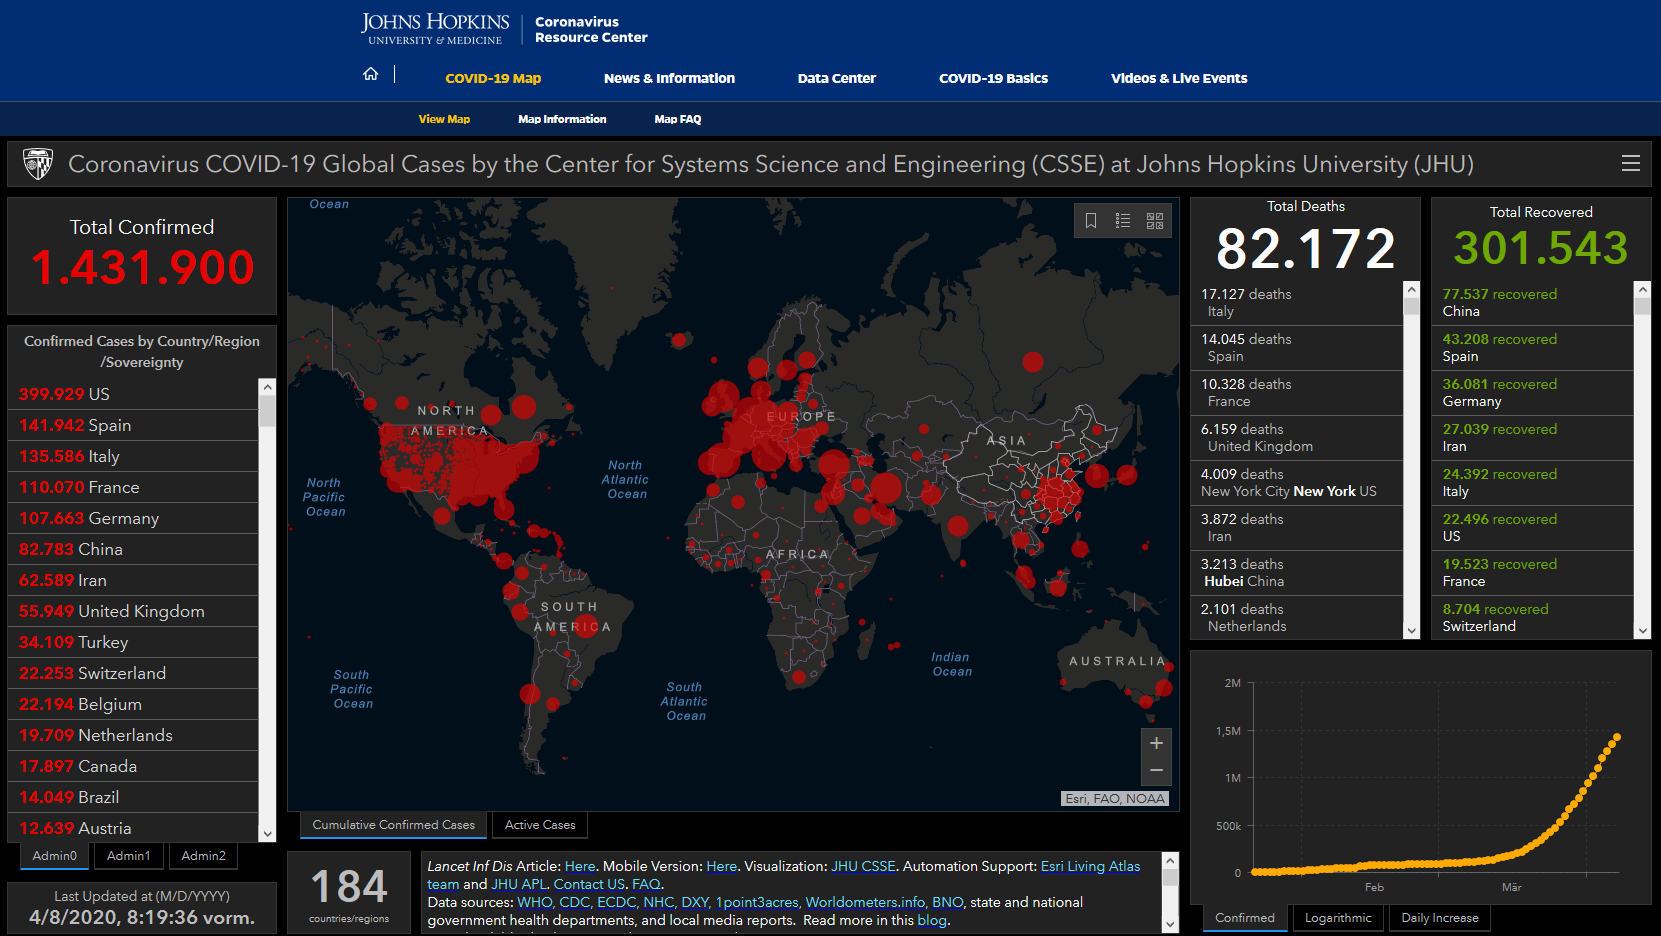 JOHNS HOPKINS
UNIVERSITY & MEDICINE
Coronavirus
Resource Center
COVID-19 Map
News & Information
Data Center
COVID-19 Basics
Videos & Live Events
View Map
Map Information
Map FAQ
Coronavirus COVID-19 Global Cases by the Center for Systems Science and Engineering (CSSE) at Johns Hopkins University (JHU)
Total Confirmed
1.431.900
Confirmed Cases by Country/Region
/Sovereignty
399.929 US
141.942 Spain
135.586 Italy
110.070 France
107.663 Germany
82.783 China
62.589 Iran
55.949 United Kingdom
34.109 Turkey
22.253 Switzerland
22.194 Belgium
19.709 Netherlands
17.897 Canada
14.049 Brazil
12.639 Austria
Admin0
Admin1
Admin2
Last Updated at (M/D/YYYY)
4/8/2020, 8:19:36 vorm.
Ocean
NORTH
AMERICA
EUROPE
ASIA
North
Pacific
Ocean
North
Atlantic
Ocean
AFRICA
SOUTH
AMERICA
Indian
Ocean
AUSTRALIA
South
Pacific
Ocean
South
Atlantic
Ocean
+
−
Esri, FAO, NOAA
Cumulative Confirmed Cases
Active Cases
184
countries/regions
Lancet Inf Dis Article: Here. Mobile Version: Here. Visualization: JHU CSSE. Automation Support: Esri Living Atlas
team and JHU APL. Contact US. FAQ.
Data sources: WHO, CDC, ECDC, NHC, DXY, 1point3acres, Worldometers.info, BNO, state and national
government health departments, and local media reports. Read more in this blog.
Total Deaths
82.172
17.127 deaths
Italy
14.045 deaths
Spain
10.328 deaths
France
6.159 deaths
United Kingdom
4.009 deaths
New York City New York US
3.872 deaths
Iran
3.213 deaths
Hubei China
2.101 deaths
Netherlands
Total Recovered
301.543
77.537 recovered
China
43.208 recovered
Spain
36.081 recovered
Germany
27.039 recovered
Iran
24.392 recovered
Italy
22.496 recovered
US
19.523 recovered
France
8.704 recovered
Switzerland
2M
1,5M
1M
500k
0
Feb
Mär
Confirmed
Logarithmic
Daily Increase